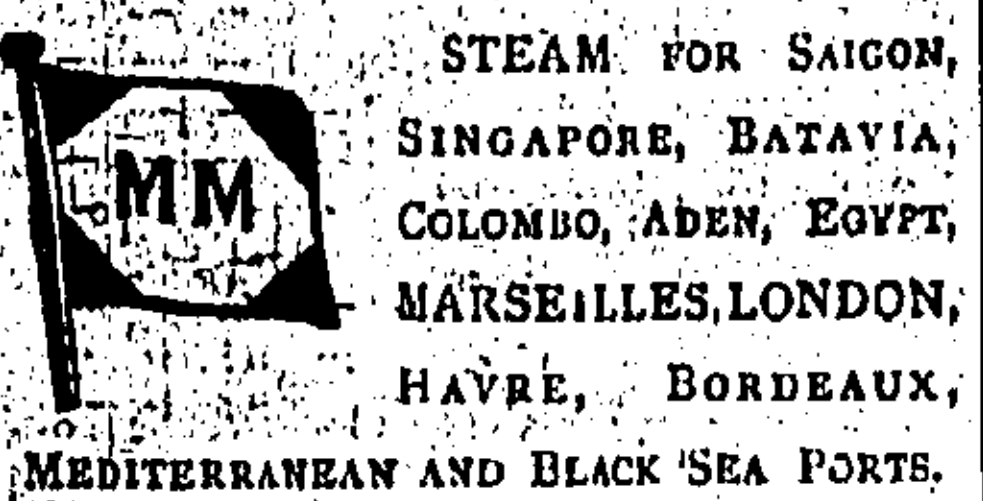 MM
STEAM FOR SAIGON,
SINGAPORE, BATAVIA,
COLOMBO, ADEN, EGYPT,
MARSEILLES, LONDON,
HAVRE, BORDEAUX,
MEDITERRANEAN AND BLACK SEA PORTS.